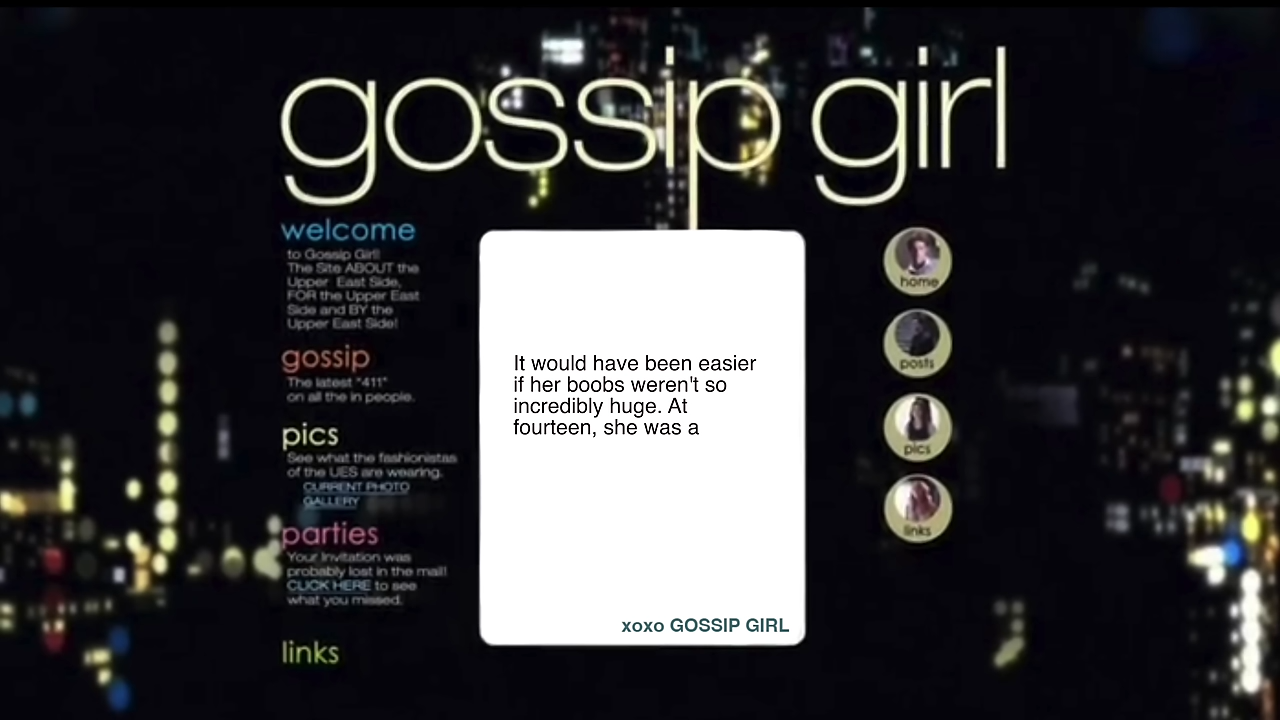 gossip girl
welcome
to Gossip Girl!
The Site ABOUT the
Upper East Side,
FOR the Upper East
Side and BY the
Upper East Side!
gossip
The latest "411"
on all the in people.
pics
See what the fashionistas
of the UES are wearing.
CURRENT PHOTO
GALLERY
parties
Your Invitation was
probably lost in the mail!
CLICK HERE to see
what you missed.
links
It would have been easier
if her boobs weren't so
incredibly huge. At
fourteen, she was a
xoxo GOSSIP GIRL
home
posts
pics
links